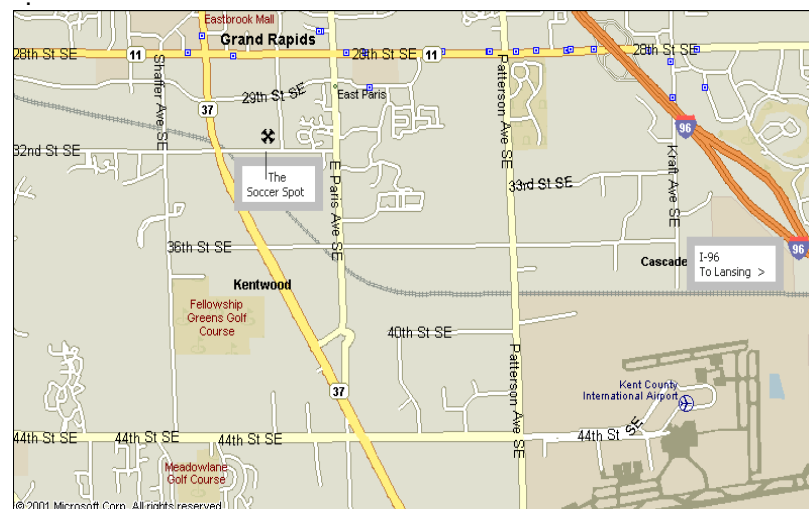 Eastbrook Mall
Grand Rapids
28th St SE
11
28th St SE
11
28th St SE
Shaffer Ave SE
37
29th St SE
East Paris
Patterson Ave SE
96
32nd St SE
The
Soccer Spot
E Paris Ave SE
33rd St SE
Kraft Ave SE
36th St SE
Cascade
I-96
To Lansing >
96
Kentwood
Fellowship
Greens Golf
Course
40th St SE
Patterson Ave SE
37
Kent County
International Airport
44th St SE
44th St SE
44th St SE
44th St SE
Meadowlane
Golf Course
© 2001 Microsoft Corp. All rights reserved